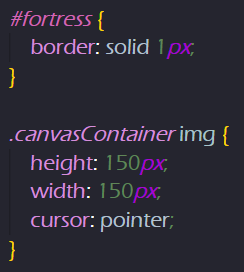 #fortress {
    border: solid 1px;
}

.canvasContainer img {
    height: 150px;
    width: 150px;
    cursor: pointer;
}